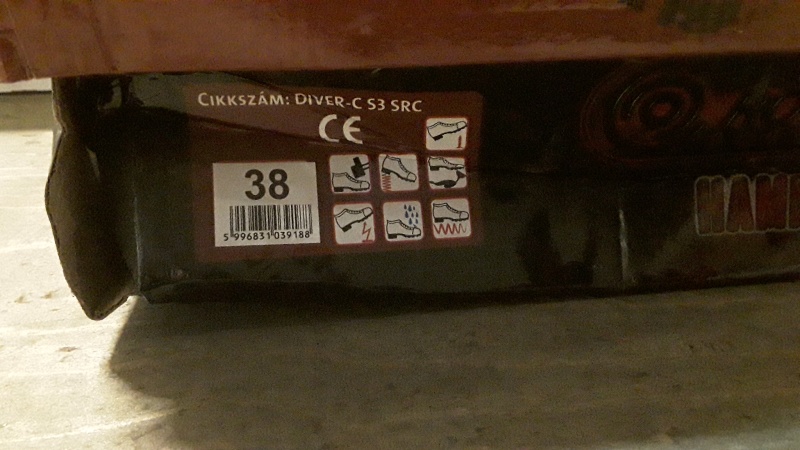 CIKKSZÁM: DIVER-C S3 SRC
CE
38
5 996831 039188